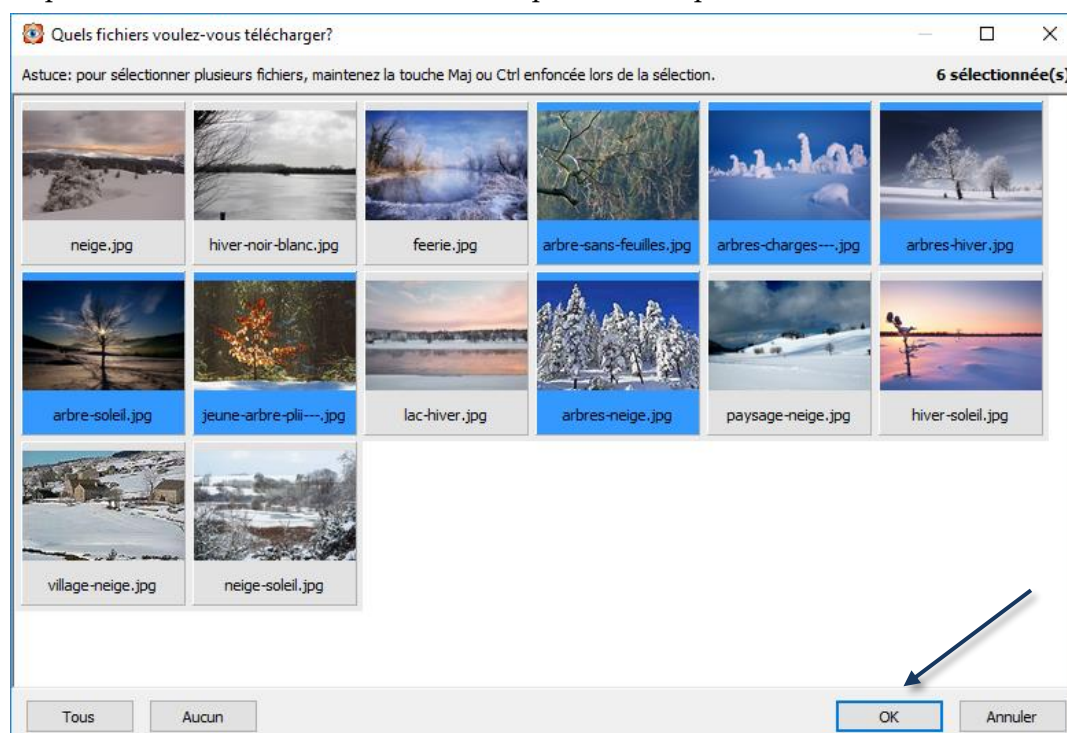 Quels fichiers voulez-vous télécharger?
Astuce: pour sélectionner plusieurs fichiers, maintenez la touche Maj ou Ctrl enfoncée lors de la sélection. 6 sélectionnée(s)
neige.jpg hiver-noir-blanc.jpg feerie.jpg arbre-sans-feuilles.jpg arbres-charges---.jpg arbres-hiver.jpg
arbre-soleil.jpg jeune-arbre-plii---.jpg lac-hiver.jpg arbres-neige.jpg paysage-neige.jpg hiver-soleil.jpg
village-neige.jpg neige-soleil.jpg
Tous Aucun OK Annuler